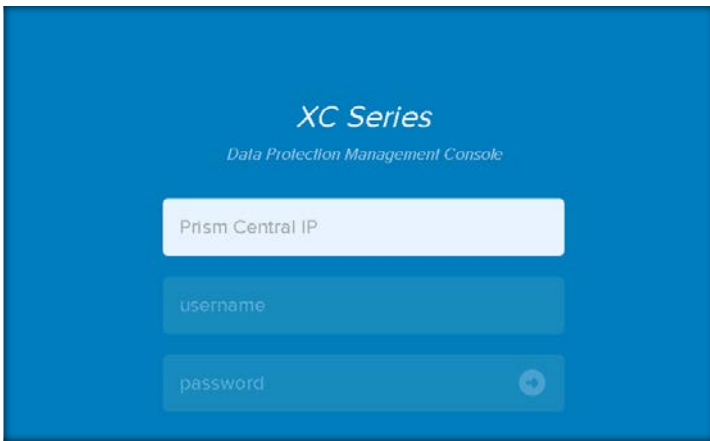 XC Series
Data Protection Management Console
Prism Central IP
username
password